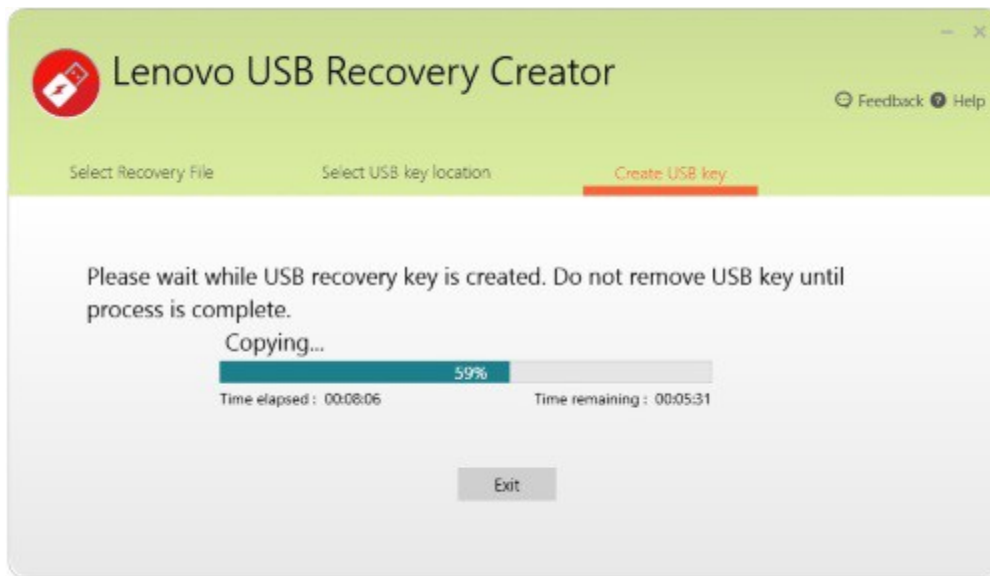 Lenovo USB Recovery Creator
Feedback Help
Select Recovery File Select USB key location Create USB key
Please wait while USB recovery key is created. Do not remove USB key until
process is complete.
Copying...
59%
Time elapsed : 00:08:06 Time remaining : 00:05:31
Exit